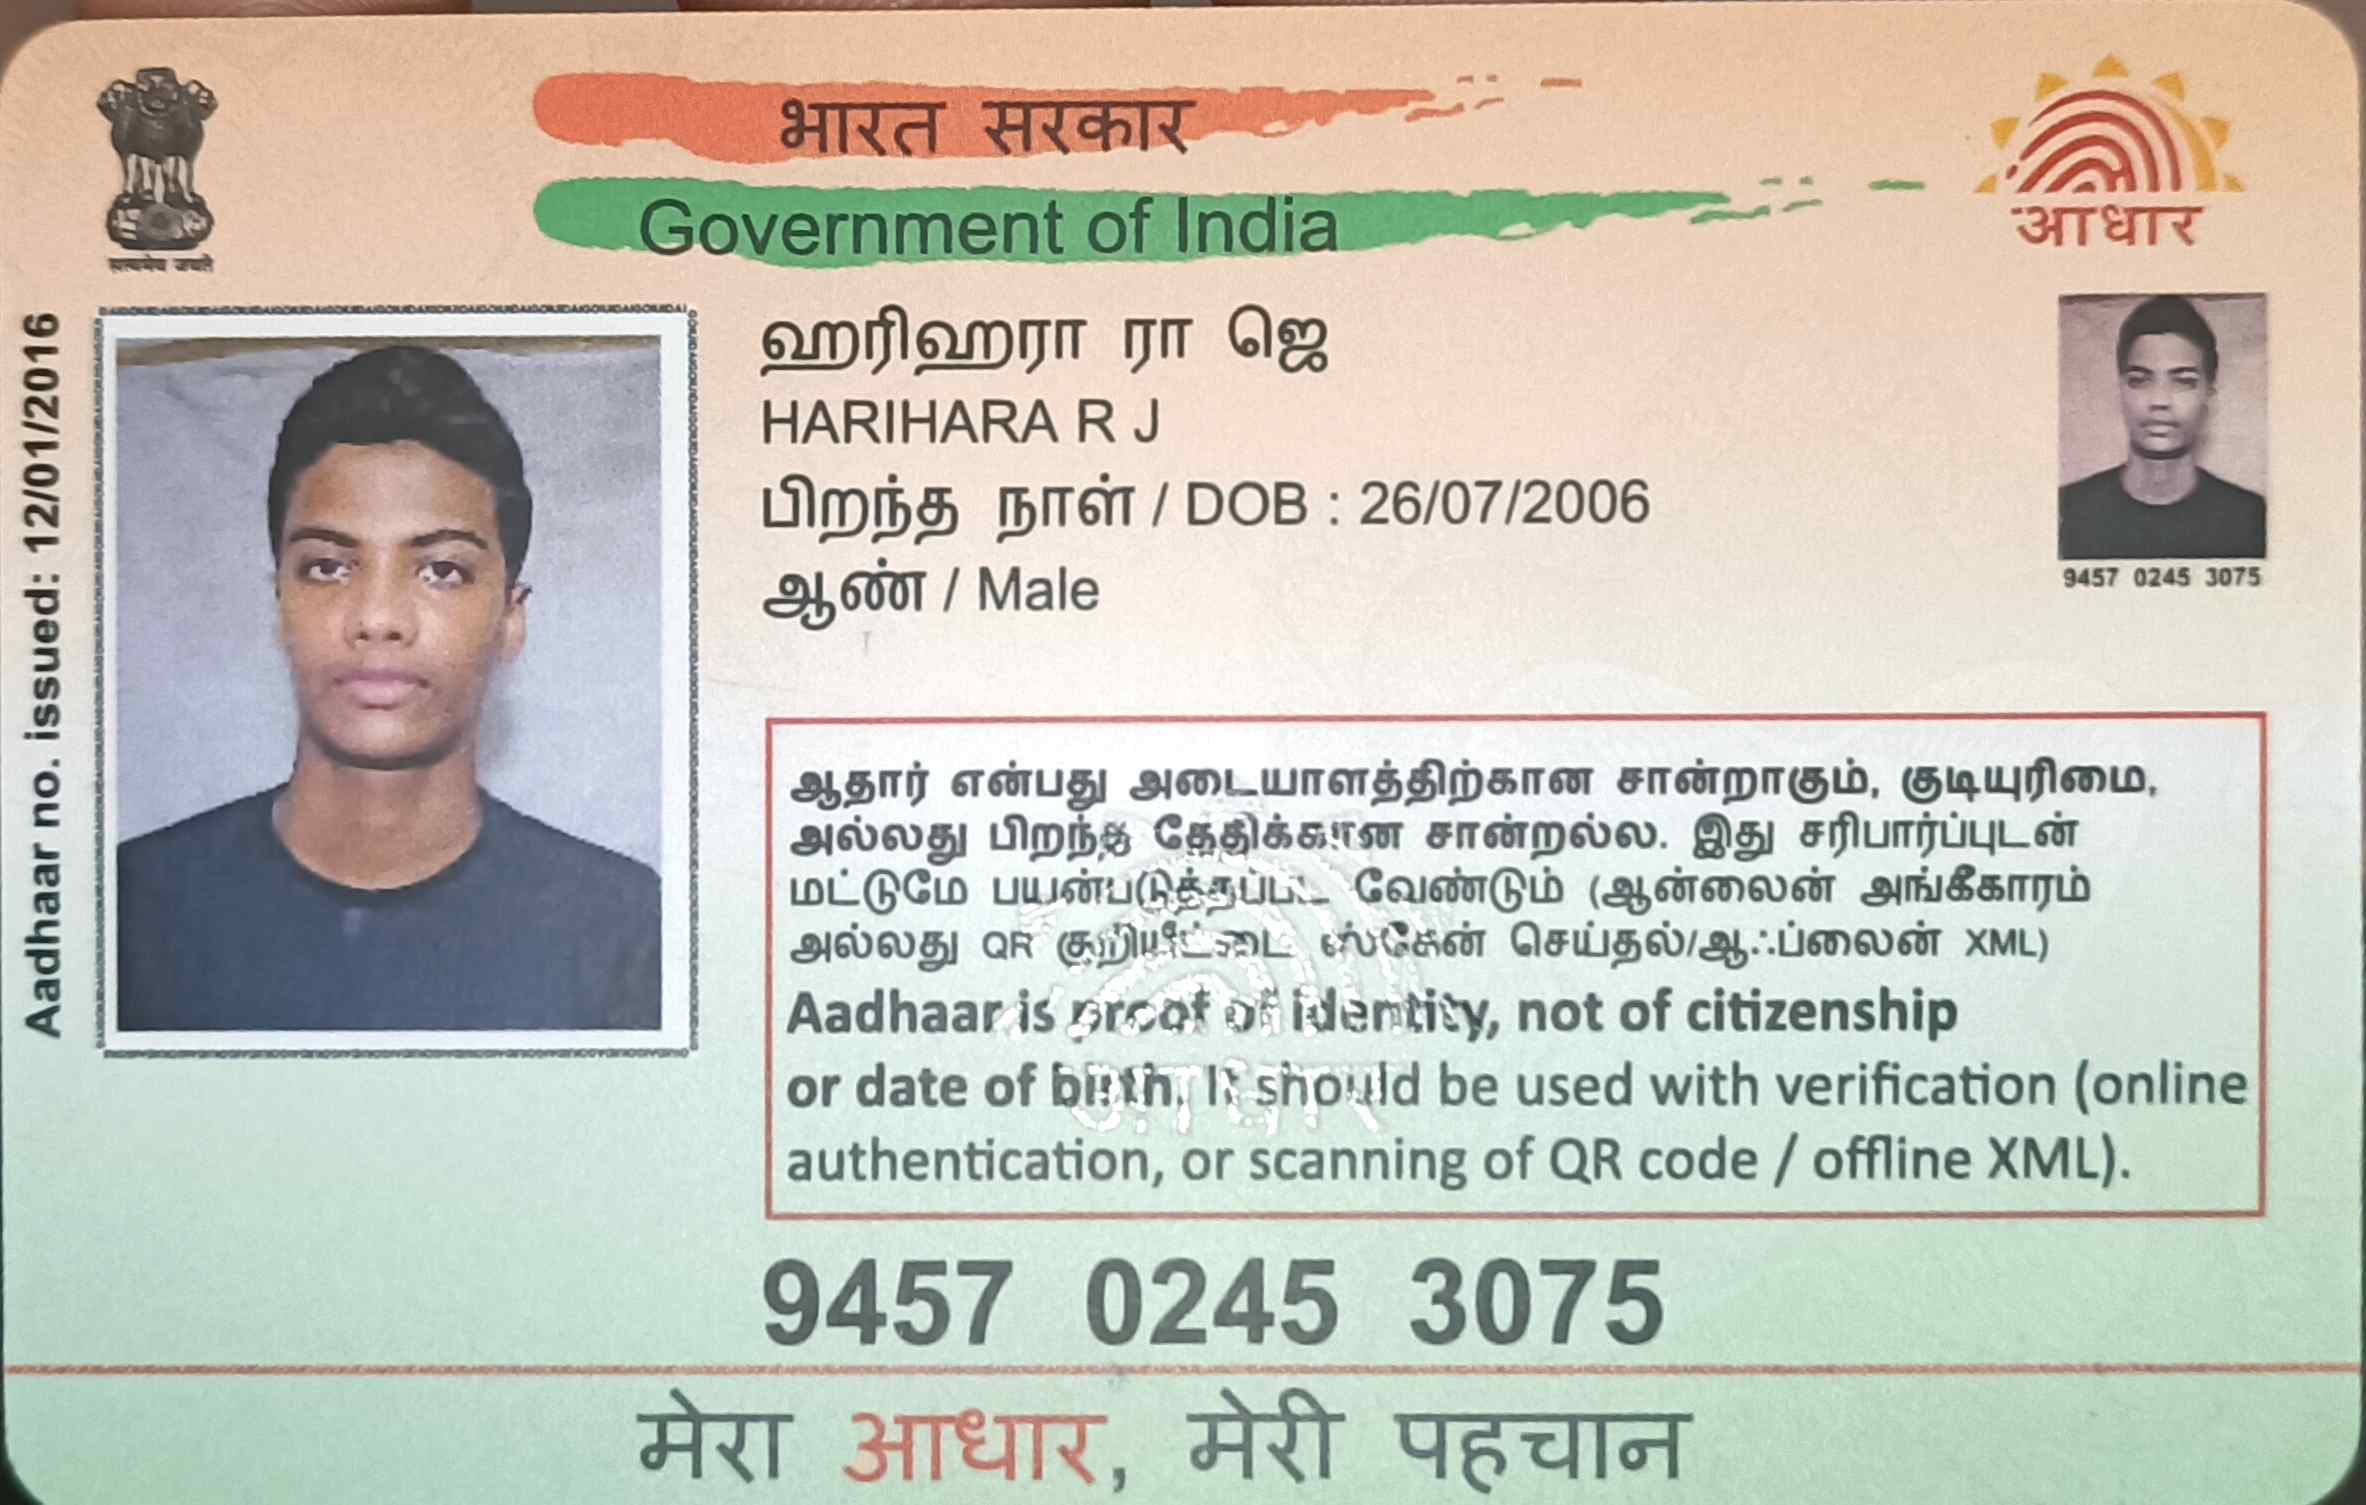 सत्यमेव जयते
भारत सरकार
Government of India
आधार
Aadhaar no. issued: 12/01/2016
ஹரிஹரா ரா ஜெ
HARIHARA R J
பிறந்த நாள் / DOB : 26/07/2006
ஆண் / Male
9457 0245 3075
ஆதார் என்பது அடையாளத்திற்கான சான்றாகும், குடியுரிமை,
அல்லது பிறந்த தேதிக்கான சான்றல்ல. இது சரிபார்ப்புடன்
மட்டுமே பயன்படுத்தப்பட வேண்டும் (ஆன்லைன் அங்கீகாரம்
அல்லது QR குறியீட்டை ஸ்கேன் செய்தல்/ஆஃப்லைன் XML)
Aadhaar is proof of identity, not of citizenship
or date of birth. It should be used with verification (online
authentication, or scanning of QR code / offline XML).
आधार
9457 0245 3075
मेरा आधार, मेरी पहचान